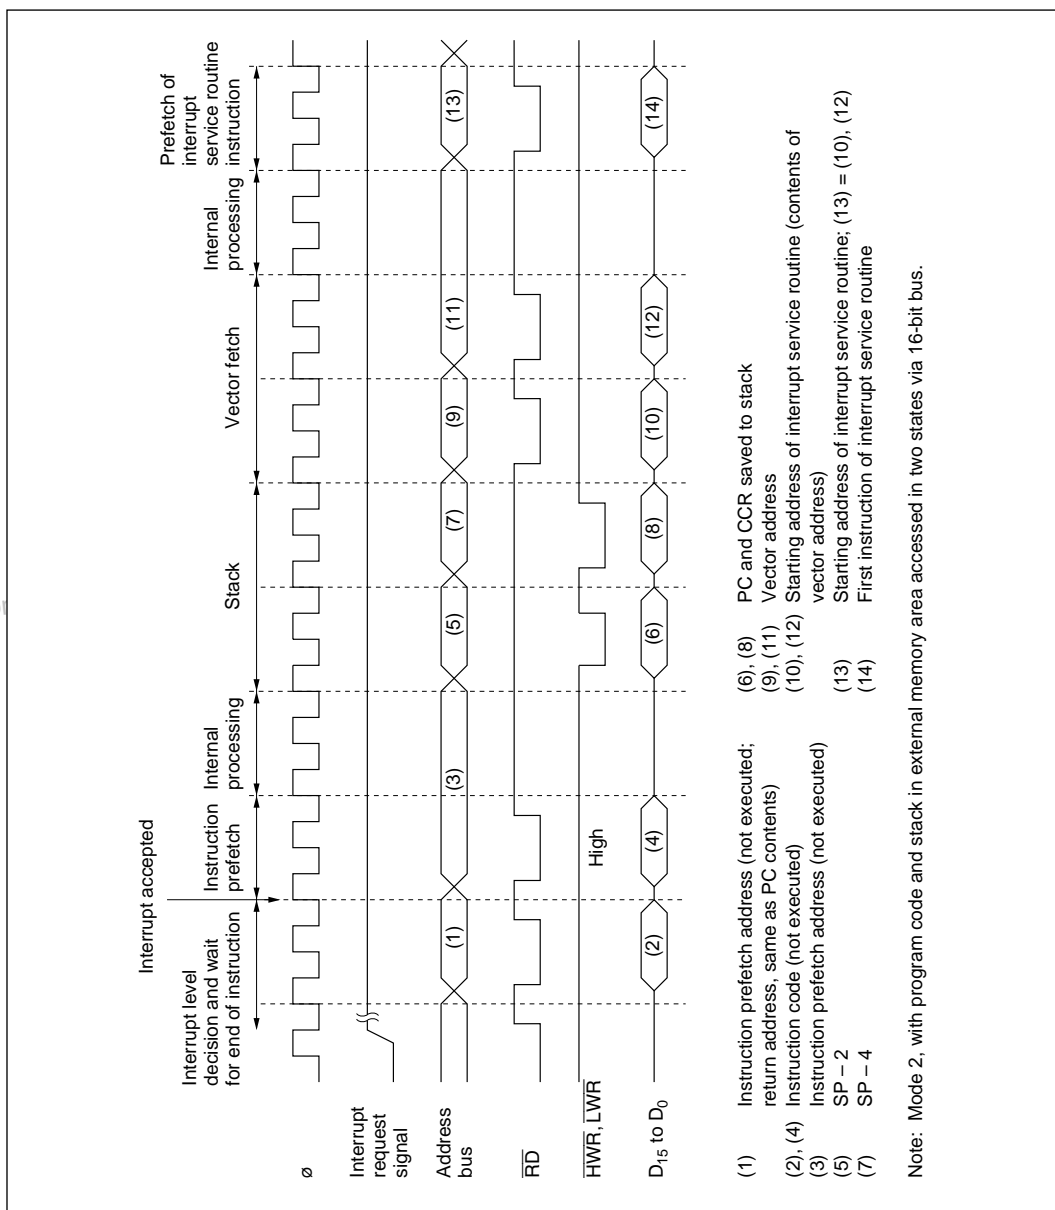 Interrupt accepted
Interrupt level
decision and wait
for end of instruction
Instruction
prefetch
Internal
processing
Stack
Vector fetch
Internal
processing
Prefetch of
interrupt
service routine
instruction
ø
Interrupt
request
signal
Address
bus
(1)
(3)
(5)
(7)
(9)
(11)
(13)
RD
HWR, LWR
High
D15 to D0
(2)
(4)
(6)
(8)
(10)
(12)
(14)
(1) Instruction prefetch address (not executed;
return address, same as PC contents)
(2), (4) Instruction code (not executed)
(3) Instruction prefetch address (not executed)
(5) SP – 2
(7) SP – 4
(6), (8) PC and CCR saved to stack
(9), (11) Vector address
(10), (12) Starting address of interrupt service routine (contents of
vector address)
(13) Starting address of interrupt service routine; (13) = (10), (12)
(14) First instruction of interrupt service routine
Note: Mode 2, with program code and stack in external memory area accessed in two states via 16-bit bus.